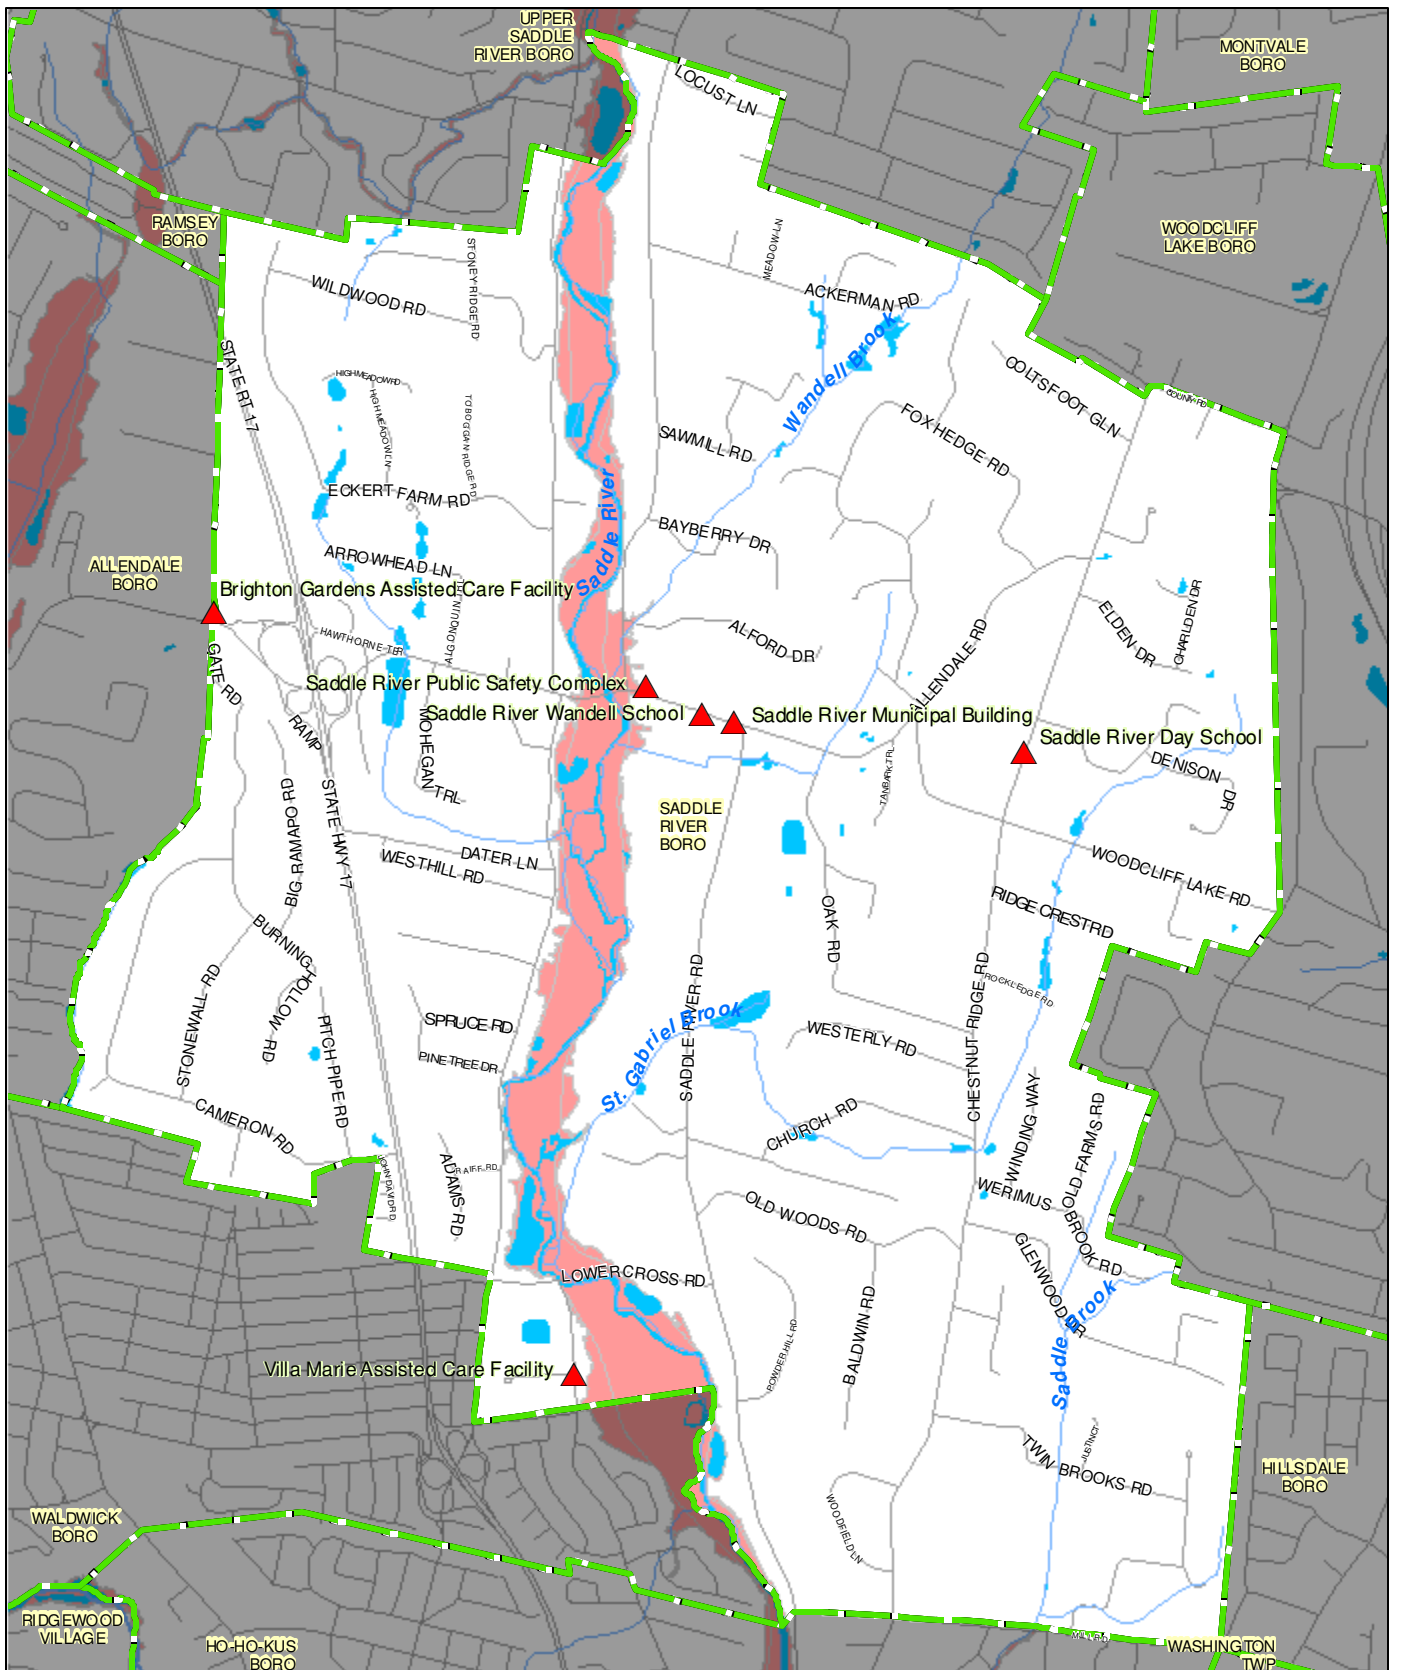 UPPER
SADDLE
RIVER BORO
MONTVALE
BORO
LOCUST LN
RAMSEY
BORO
WOODCLIFF
LAKE BORO
STONEY RIDGE RD
MEADOW LN
WILDWOOD RD
ACKERMAN RD
STATE RT 17
Wandell Brook
COLTSFOOT GLN
HIGHMEADOW RD
HIGH MEADOW LN
TOBOGGAN RIDGE RD
COUNTY RD
FOX HEDGE RD
SAWMILL RD
ECKERT FARM RD
Saddle River
BAYBERRY DR
ALLENDALE
BORO
ARROWHEAD LN
Brighton Gardens Assisted Care Facility
ALGONQUIN TRL
CHARLDEN DR
ELDEN DR
HAWTHORNE TER
ALFORD DR
ALLENDALE RD
GATE RD
Saddle River Public Safety Complex
Saddle River Wandell School
Saddle River Municipal Building
Saddle River Day School
RAMP
MOHEGAN TRL
TANBARK TRL
DENISON DR
BIG RAMAPO RD
STATE HWY 17
SADDLE
RIVER
BORO
DATER LN
WESTHILL RD
WOODCLIFF LAKE RD
RIDGE CREST RD
OAK RD
BURNING HOLLOW RD
STONEWALL RD
SADDLE RIVER RD
CHESTNUT RIDGE RD
ROCKLEDGE RD
St. Gabriel Brook
SPRUCE RD
WESTERLY RD
PITCH PIPE RD
PINE TREE DR
CAMERON RD
CHURCH RD
WINDING WAY
OLD FARMS RD
JOHN DAVID RD
ADAMS RD
RAIFF RD
WERIMUS
OLD WOODS RD
OLD BROOK RD
GLENWOOD DR
LOWER CROSS RD
Saddle Brook
BALDWIN RD
POWDER HILL RD
Villa Marie Assisted Care Facility
JUSTIN CT
TWIN BROOKS RD
HILLSDALE
BORO
WOODFIELD LN
WALDWICK
BORO
RIDGEWOOD
VILLAGE
HO-HO-KUS
BORO
MILL RD
WASHINGTON
TWP